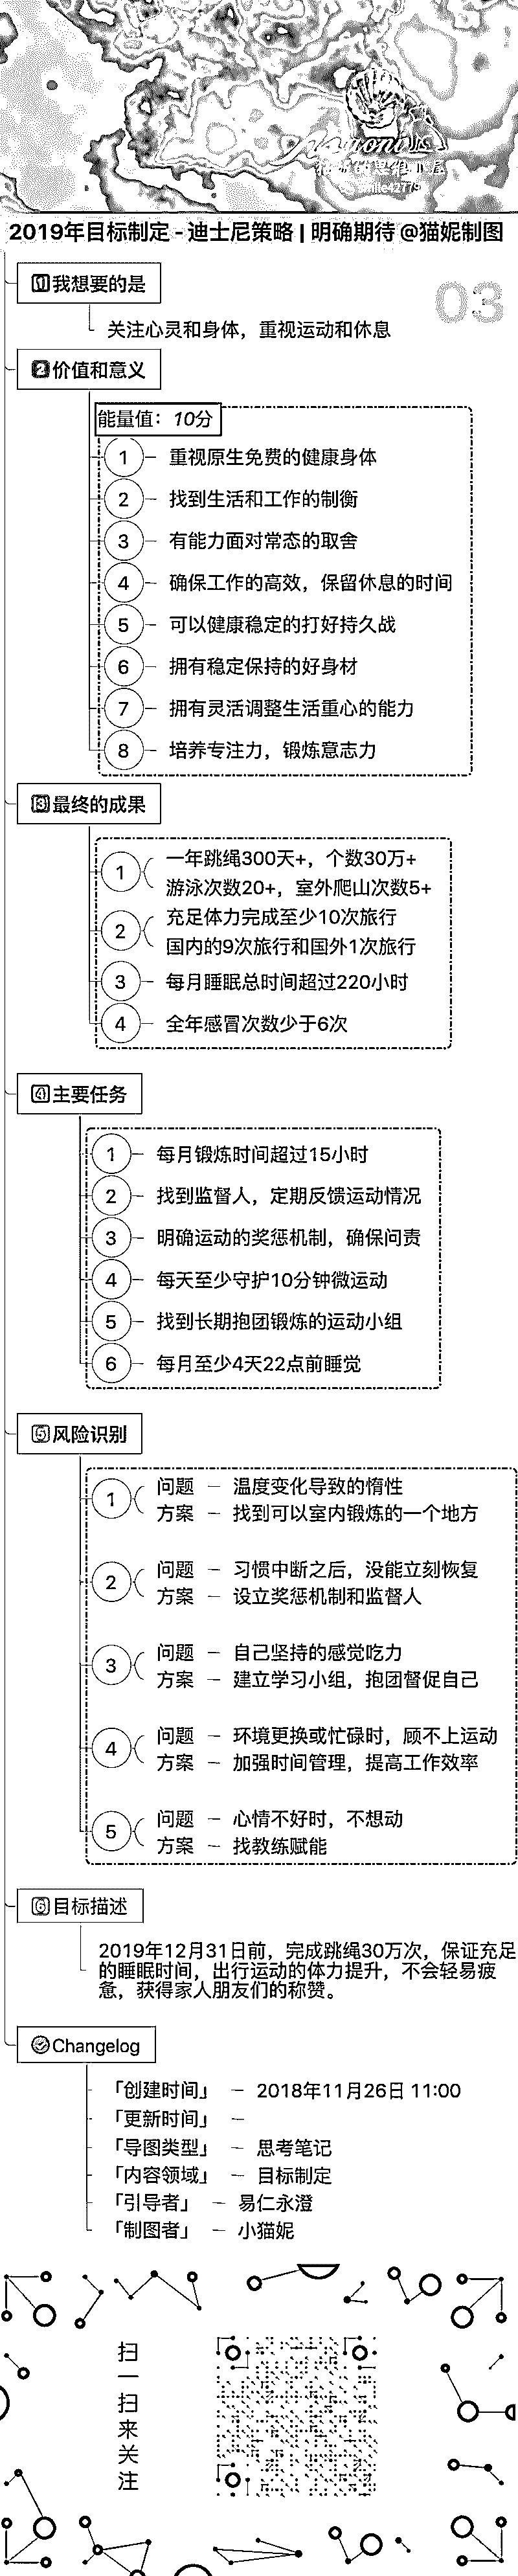 smile42779
2019年目标制定 - 迪士尼策略 | 明确期待 @猫妮制图
03
1 我想要的是
关注心灵和身体，重视运动和休息
2 价值和意义
能量值：10分
1 重视原生免费的健康身体
2 找到生活和工作的制衡
3 有能力面对常态的取舍
4 确保工作的高效，保留休息的时间
5 可以健康稳定的打好持久战
6 拥有稳定保持的好身材
7 拥有灵活调整生活重心的能力
8 培养专注力，锻炼意志力
3 最终的成果
1 一年跳绳300天+，个数30万+
游泳次数20+，室外爬山次数5+
2 充足体力完成至少10次旅行
国内的9次旅行和国外1次旅行
3 每月睡眠总时间超过220小时
4 全年感冒次数少于6次
4 主要任务
1 每月锻炼时间超过15小时
2 找到监督人，定期反馈运动情况
3 明确运动的奖惩机制，确保问责
4 每天至少守护10分钟微运动
5 找到长期抱团锻炼的运动小组
6 每月至少4天22点前睡觉
5 风险识别
1 问题 — 温度变化导致的惰性
方案 — 找到可以室内锻炼的一个地方
2 问题 — 习惯中断之后，没能立刻恢复
方案 — 设立奖惩机制和监督人
3 问题 — 自己坚持的感觉吃力
方案 — 建立学习小组，抱团督促自己
4 问题 — 环境更换或忙碌时，顾不上运动
方案 — 加强时间管理，提高工作效率
5 问题 — 心情不好时，不想动
方案 — 找教练赋能
6 目标描述
2019年12月31日前，完成跳绳30万次，保证充足
的睡眠时间，出行运动的体力提升，不会轻易疲
惫，获得家人朋友们的称赞。
Changelog
「创建时间」 — 2018年11月26日 11:00
「更新时间」 —
「导图类型」 — 思考笔记
「内容领域」 — 目标制定
「引导者」 — 易仁永澄
「制图者」 — 小猫妮
扫一扫来关注